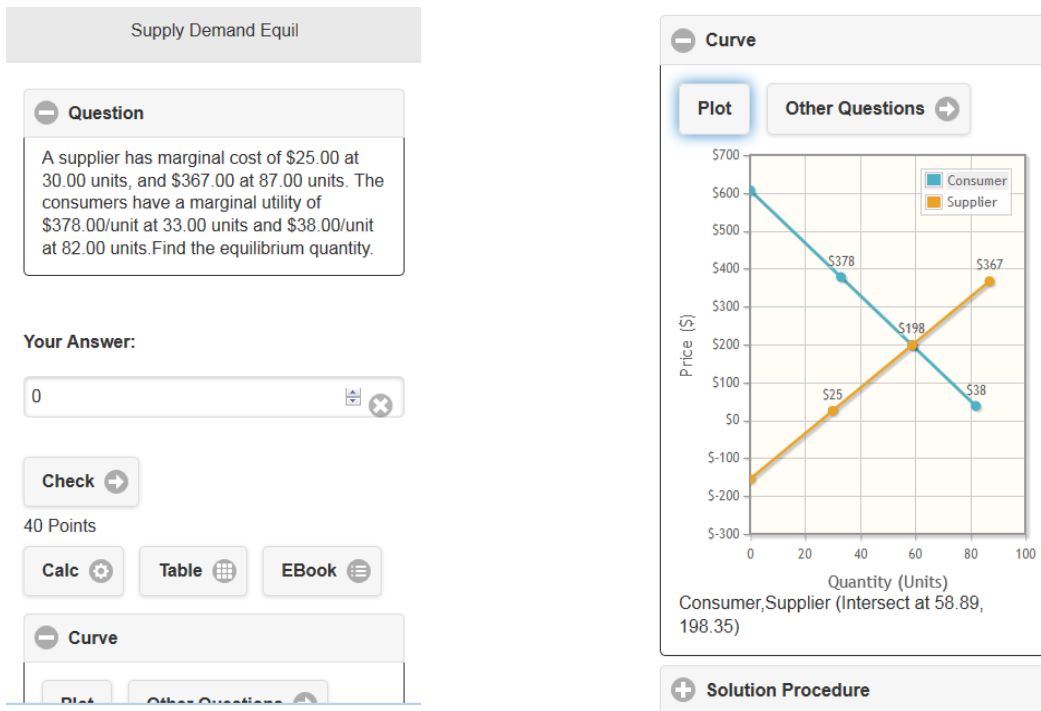 Supply Demand Equil
Question
A supplier has marginal cost of $25.00 at
30.00 units, and $367.00 at 87.00 units. The
consumers have a marginal utility of
$378.00/unit at 33.00 units and $38.00/unit
at 82.00 units.Find the equilibrium quantity.
Your Answer:
0
Check
40 Points
Calc Table EBook
Curve
Plot Other Questions
Curve
Plot Other Questions
$700
$600
$500
$400
$300
$200
$100
$0
$-100
$-200
$-300
Price ($)
Consumer
Supplier
$378
$367
$198
$25
$38
0 20 40 60 80 100
Quantity (Units)
Consumer,Supplier (Intersect at 58.89,
198.35)
Solution Procedure